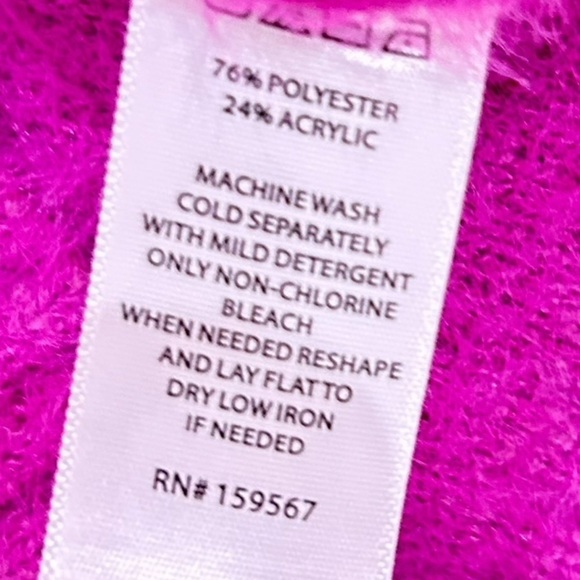 76% POLYESTER
24% ACRYLIC
MACHINE WASH
COLD SEPARATELY
WITH MILD DETERGENT
ONLY NON-CHLORINE
BLEACH
WHEN NEEDED RESHAPE
AND LAY FLAT TO
DRY LOW IRON
IF NEEDED
RN# 159567